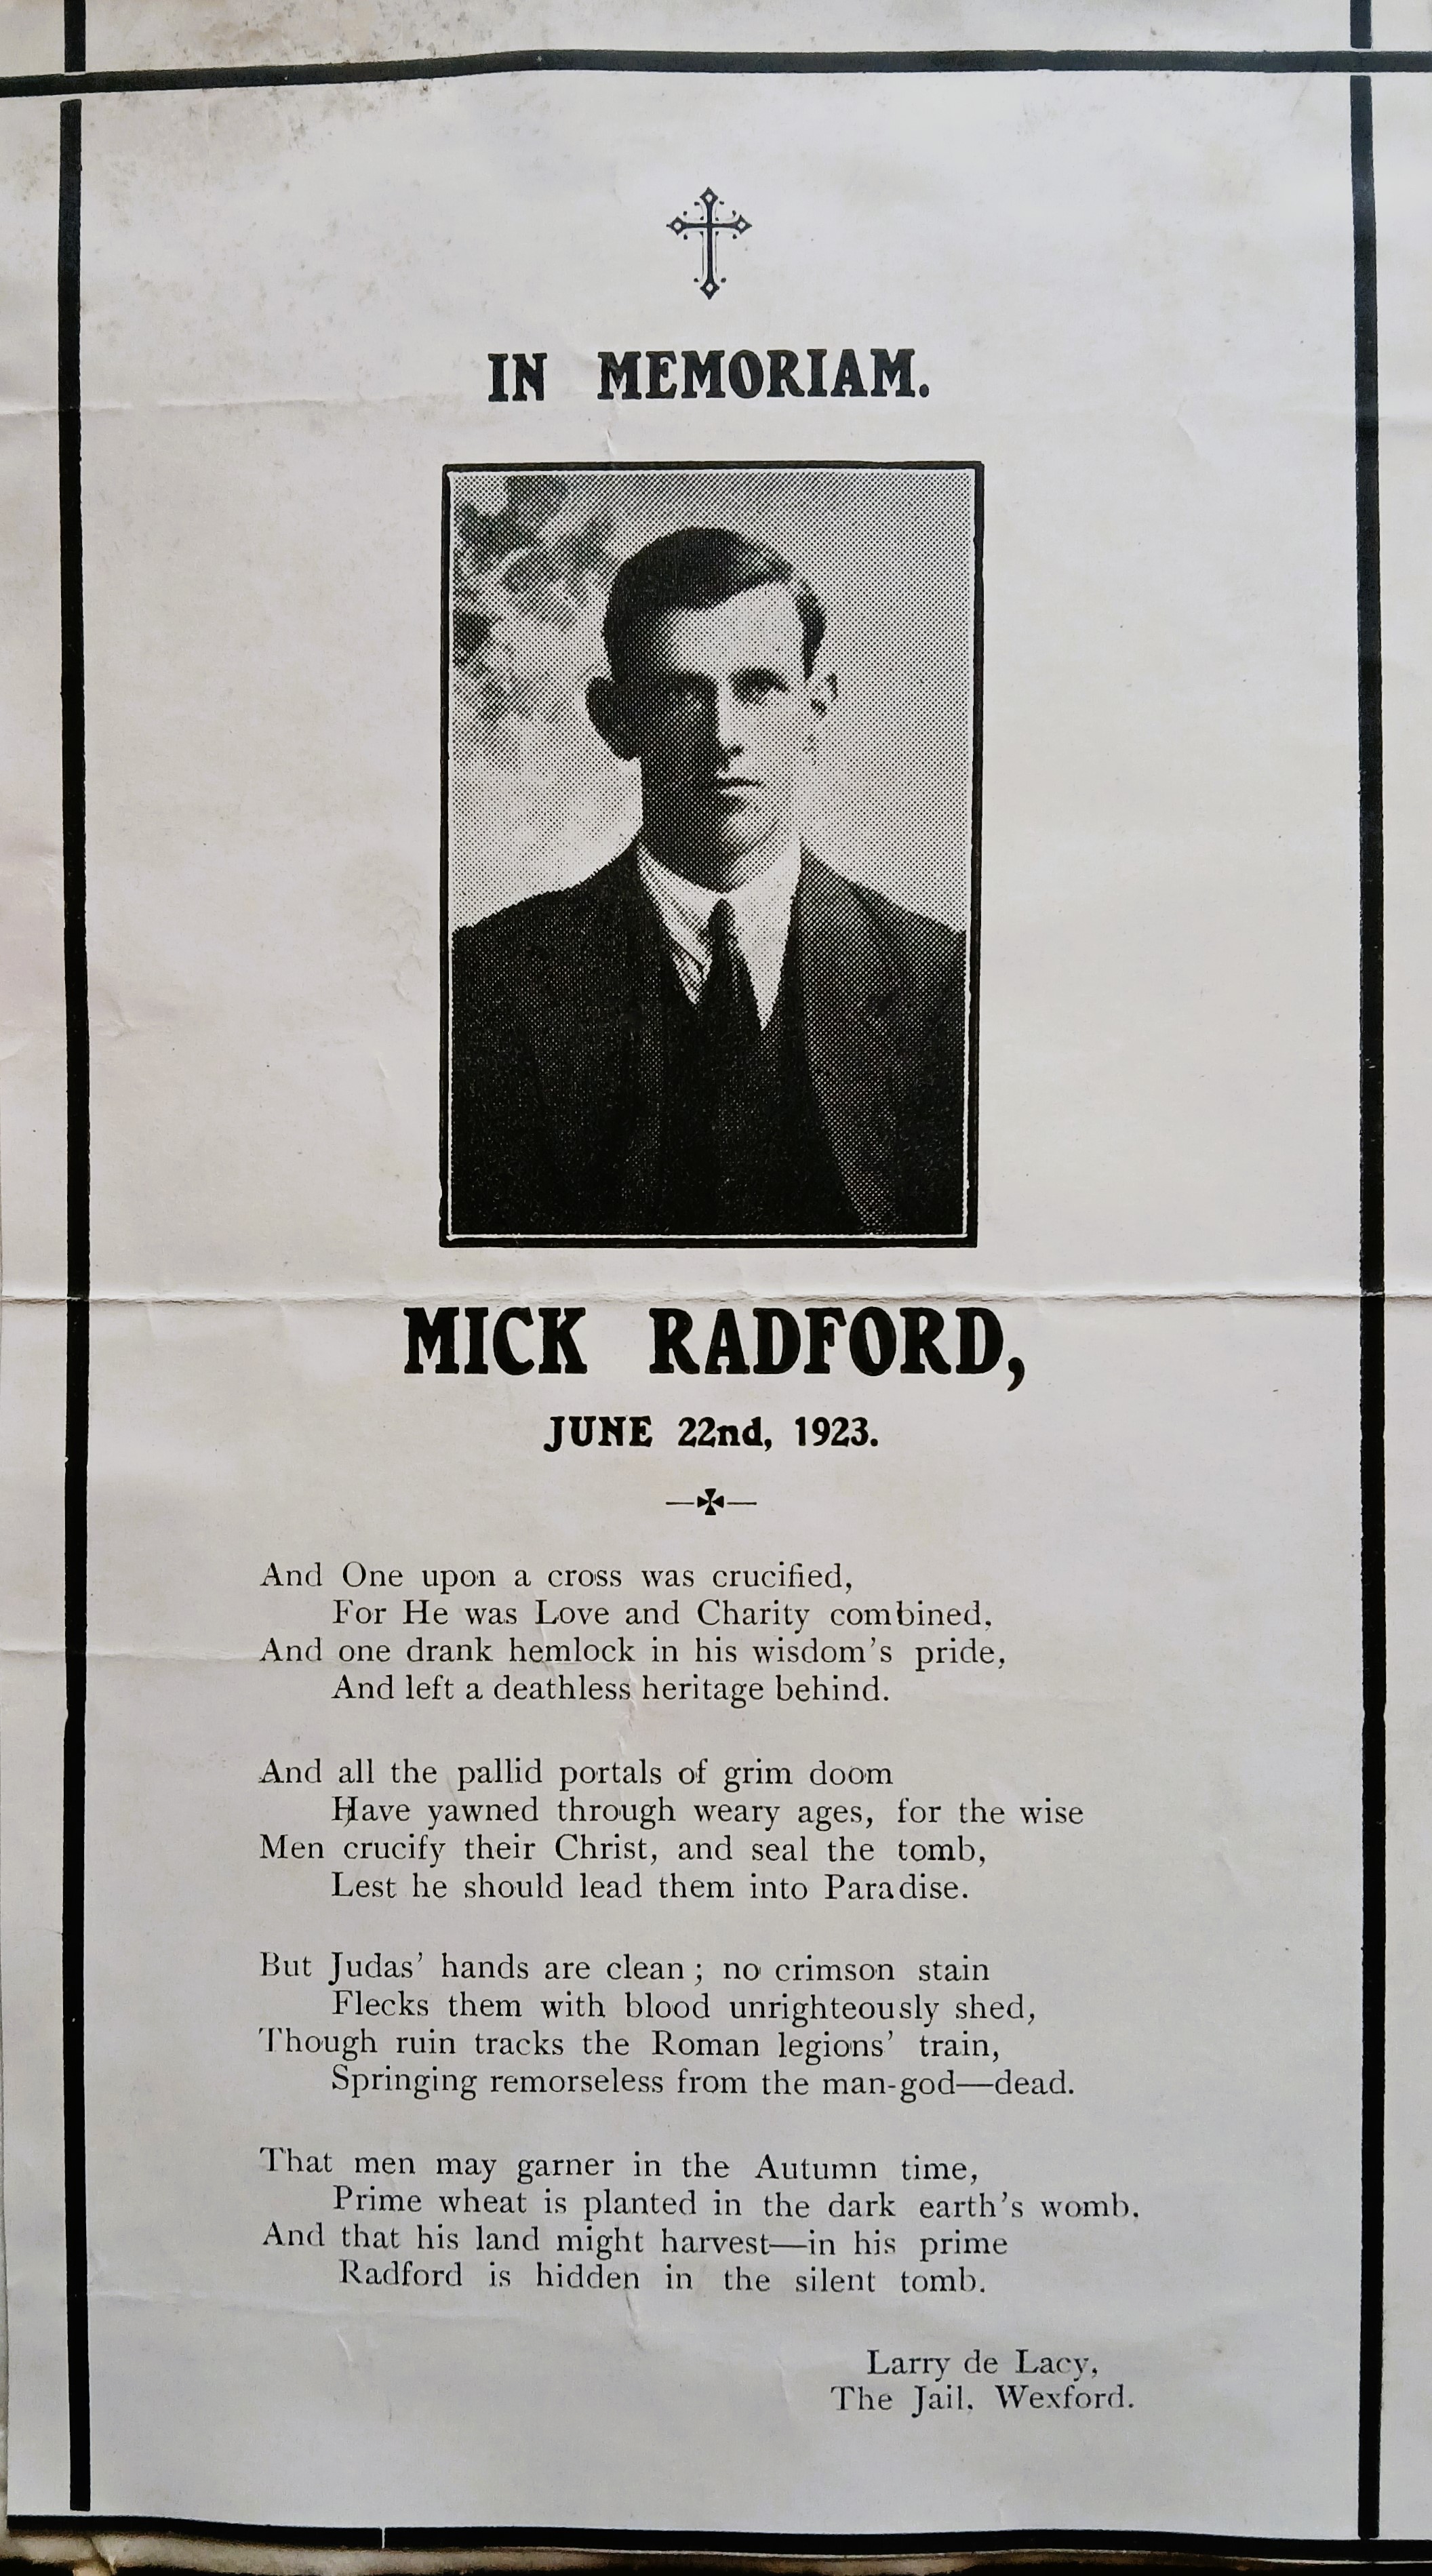 IN MEMORIAM.
MICK RADFORD,
JUNE 22nd, 1923.
And One upon a cross was crucified,
For He was Love and Charity combined,
And one drank hemlock in his wisdom's pride,
And left a deathless heritage behind.
And all the pallid portals of grim doom
Have yawned through weary ages, for the wise
Men crucify their Christ, and seal the tomb,
Lest he should lead them into Paradise.
But Judas' hands are clean ; no crimson stain
Flecks them with blood unrighteously shed,
Though ruin tracks the Roman legions' train,
Springing remorseless from the man-god—dead.
That men may garner in the Autumn time,
Prime wheat is planted in the dark earth's womb.
And that his land might harvest—in his prime
Radford is hidden in the silent tomb.
Larry de Lacy,
The Jail, Wexford.